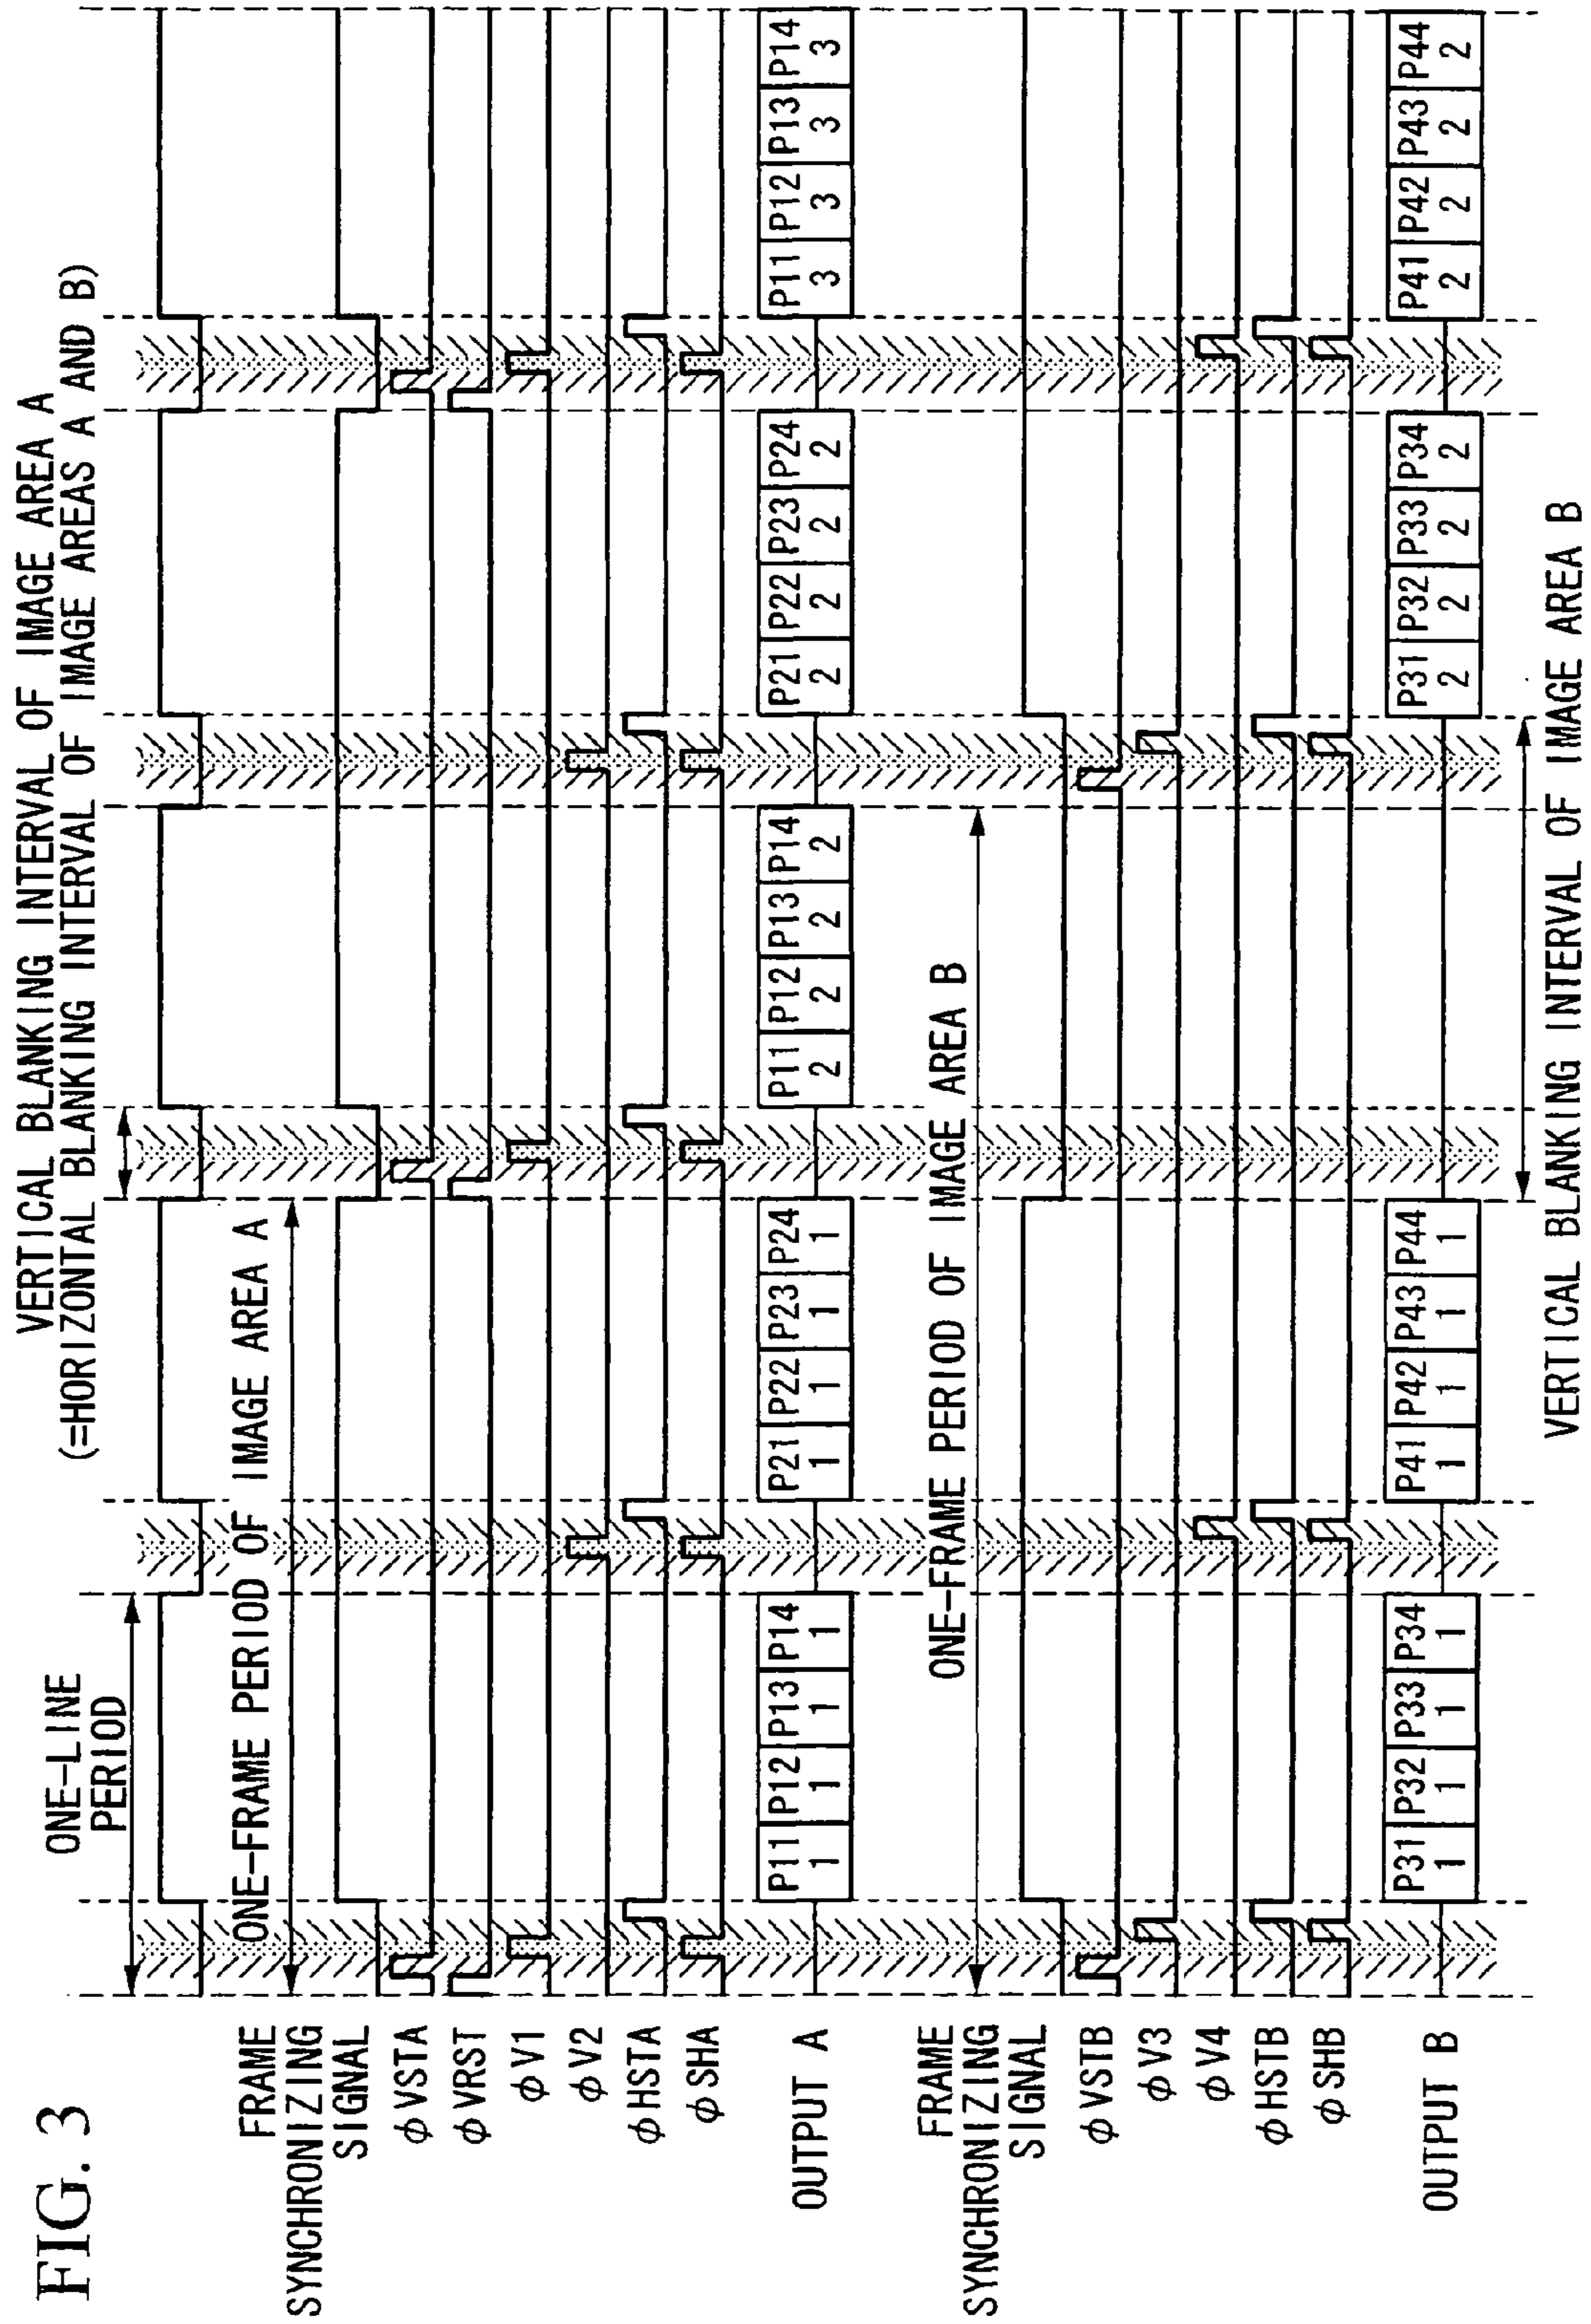 FIG. 3
VERTICAL BLANKING INTERVAL OF IMAGE AREA A
(=HORIZONTAL BLANKING INTERVAL OF IMAGE AREAS A AND B)
ONE-LINE
PERIOD
ONE-FRAME PERIOD OF IMAGE AREA A
FRAME
SYNCHRONIZING
SIGNAL
φVSTA
φVRST
φV1
φV2
φHSTA
φSHA
OUTPUT A
P11 P12 P13 P14 P21 P22 P23 P24 P11 P12 P13 P14 P21 P22 P23 P24 P11 P12 P13 P14
1 1 1 1 1 1 1 1 2 2 2 2 2 2 2 2 3 3 3 3
ONE-FRAME PERIOD OF IMAGE AREA B
FRAME
SYNCHRONIZING
SIGNAL
φVSTB
φV3
φV4
φHSTB
φSHB
OUTPUT B
P31 P32 P33 P34 P41 P42 P43 P44 P31 P32 P33 P34 P41 P42 P43 P44
1 1 1 1 1 1 1 1 2 2 2 2 2 2 2 2
VERTICAL BLANKING INTERVAL OF IMAGE AREA B